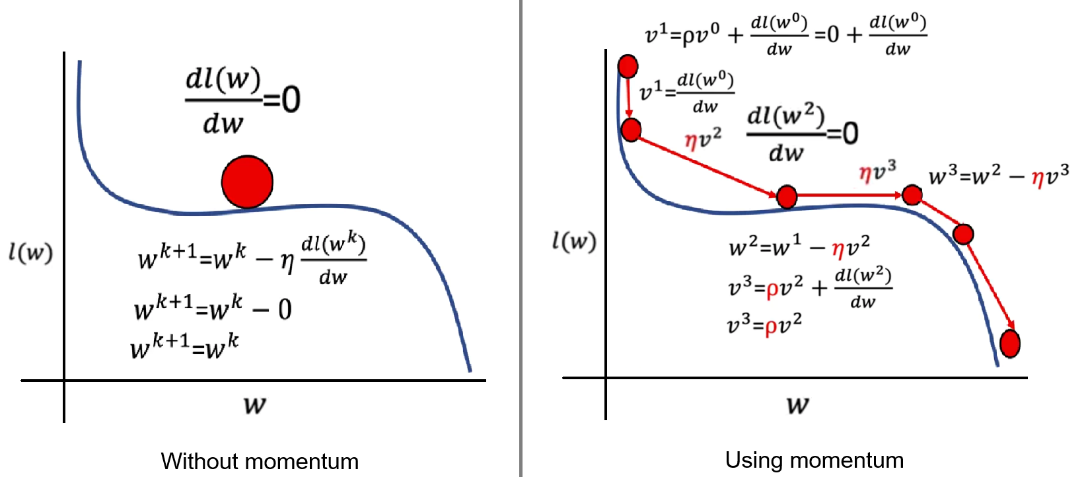 dl(w)/dw=0
l(w)
w^{k+1}=w^k − η dl(w^k)/dw
w^{k+1}=w^k − 0
w^{k+1}=w^k
w
Without momentum
v^1=ρv^0 + dl(w^0)/dw=0 + dl(w^0)/dw
v^1=dl(w^0)/dw
dl(w^2)/dw=0
ηv^2
ηv^3
w^3=w^2 − ηv^3
l(w)
w^2=w^1 − ηv^2
v^3=ρv^2 + dl(w^2)/dw
v^3=ρv^2
w
Using momentum